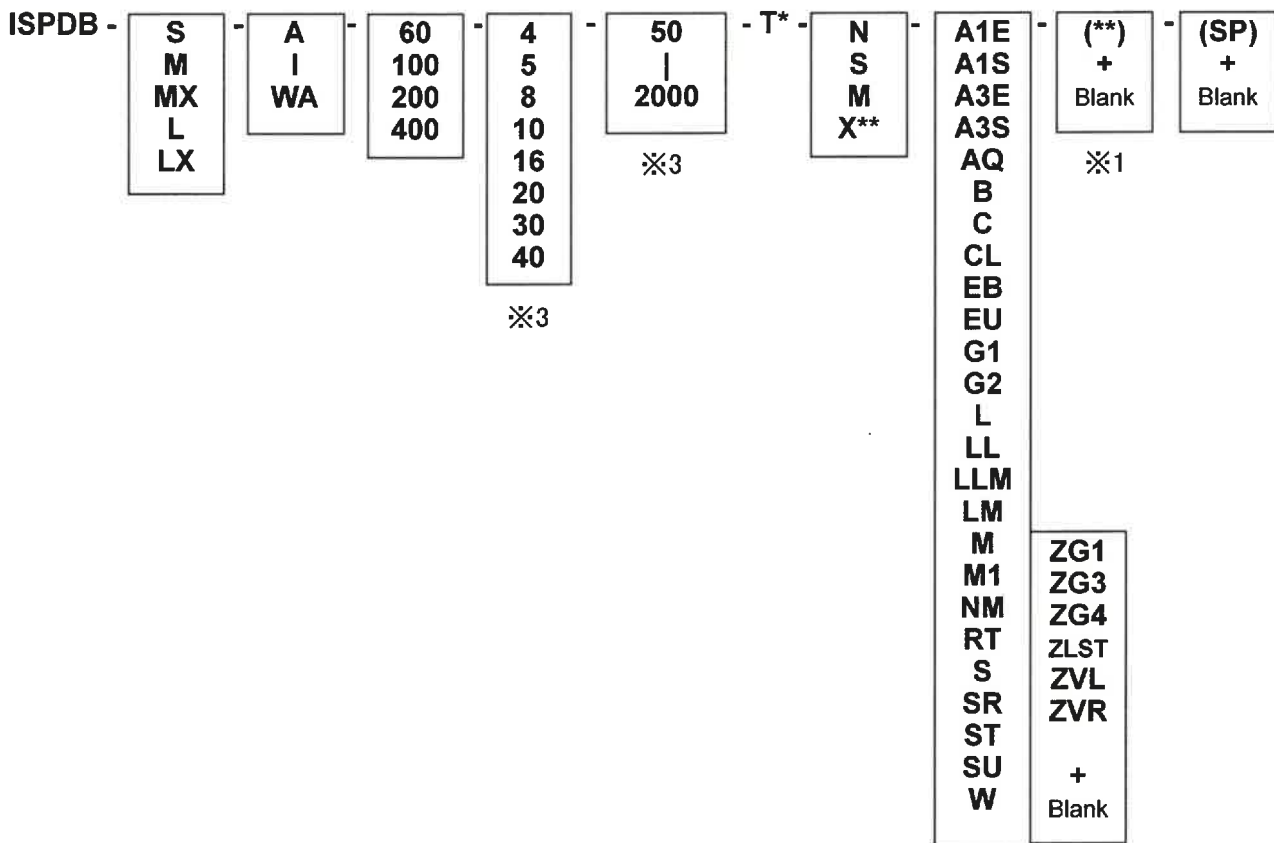 ISPDB - S - A - 60 - 4 - 50 - T* - N - A1E - (**) - (SP)
M I 100 5 | S A1S + +
MX WA 200 8 2000 M A3E Blank Blank
L 400 10 X** A3S
LX 16 ※3 AQ ※1
20 B
30 C
40 CL
EB
※3 EU
G1
G2
L
LL
LLM
LM
M ZG1
M1 ZG3
NM ZG4
RT ZLST
S ZVL
SR ZVR
ST
SU +
W Blank